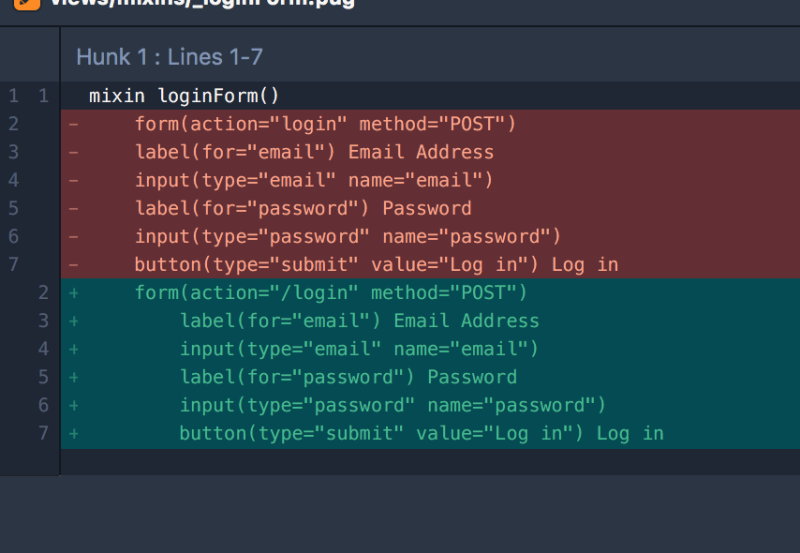 views/mixins/_loginForm.pug
Hunk 1 : Lines 1-7
1 1 mixin loginForm()
2 - form(action="login" method="POST")
3 - label(for="email") Email Address
4 - input(type="email" name="email")
5 - label(for="password") Password
6 - input(type="password" name="password")
7 - button(type="submit" value="Log in") Log in
2 + form(action="/login" method="POST")
3 + label(for="email") Email Address
4 + input(type="email" name="email")
5 + label(for="password") Password
6 + input(type="password" name="password")
7 + button(type="submit" value="Log in") Log in